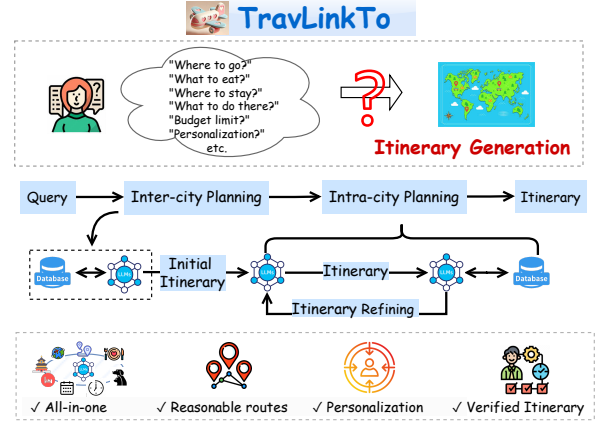 TravLinkTo
"Where to go?"
"What to eat?"
"Where to stay?"
"What to do there?"
"Budget limit?"
"Personalization?"
etc.
?
Itinerary Generation
Query
Inter-city Planning
Intra-city Planning
Itinerary
Database
LLMs
Initial
Itinerary
LLMs
Itinerary
LLMs
Database
Itinerary Refining
LLMs
✓ All-in-one
✓ Reasonable routes
✓ Personalization
✓ Verified Itinerary